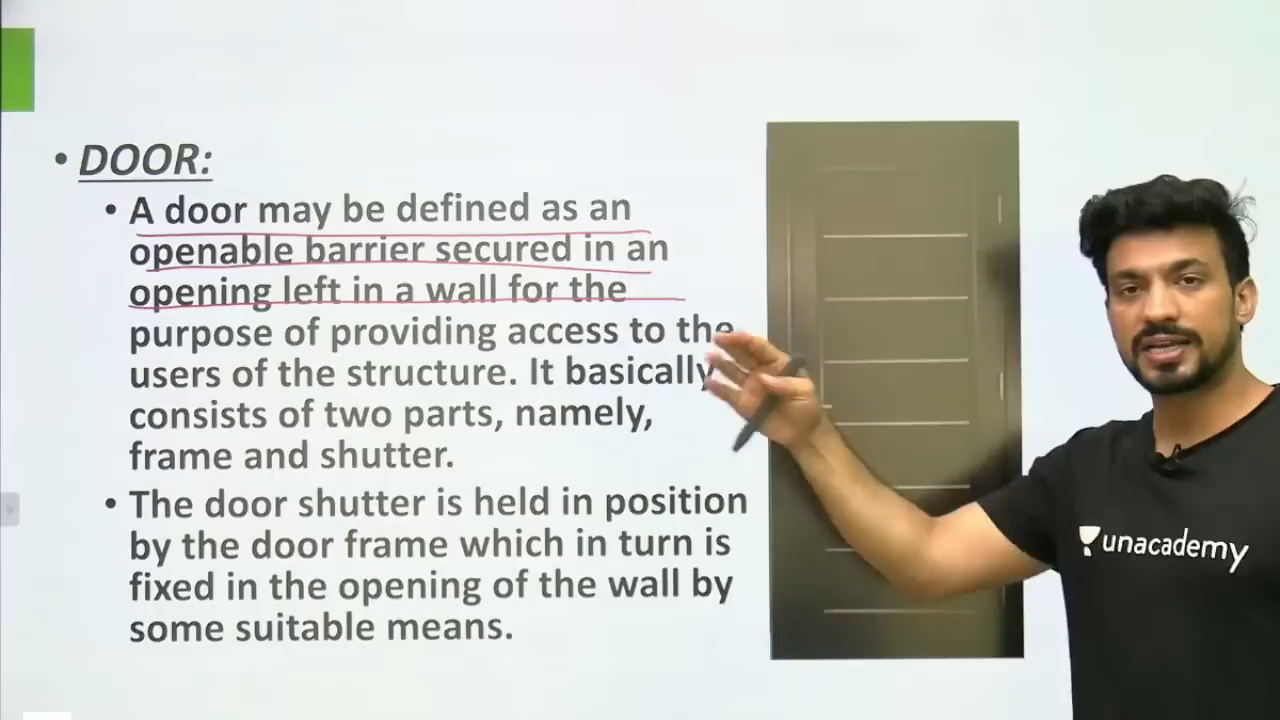 • DOOR:
• A door may be defined as an
openable barrier secured in an
opening left in a wall for the
purpose of providing access to the
users of the structure. It basically
consists of two parts, namely,
frame and shutter.
• The door shutter is held in position
by the door frame which in turn is
fixed in the opening of the wall by
some suitable means.
unacademy